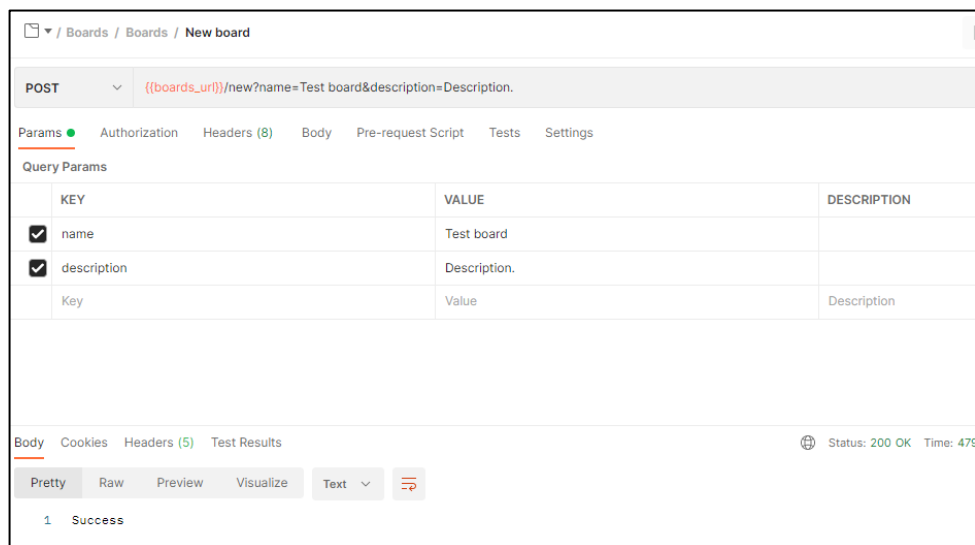 / Boards / Boards / New board
POST {{boards_url}}/new?name=Test board&description=Description.
Params Authorization Headers (8) Body Pre-request Script Tests Settings
Query Params
KEY VALUE DESCRIPTION
name Test board
description Description.
Key Value Description
Body Cookies Headers (5) Test Results Status: 200 OK Time: 479
Pretty Raw Preview Visualize Text
1 Success